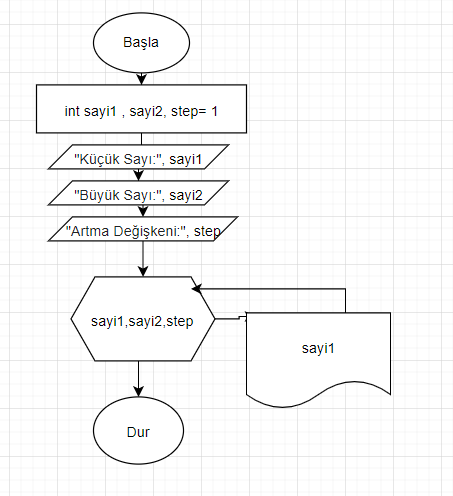 Başla
int sayi1 , sayi2, step= 1
"Küçük Sayı:", sayi1
"Büyük Sayı:", sayi2
"Artma Değişkeni:", step
sayi1,sayi2,step
sayi1
Dur